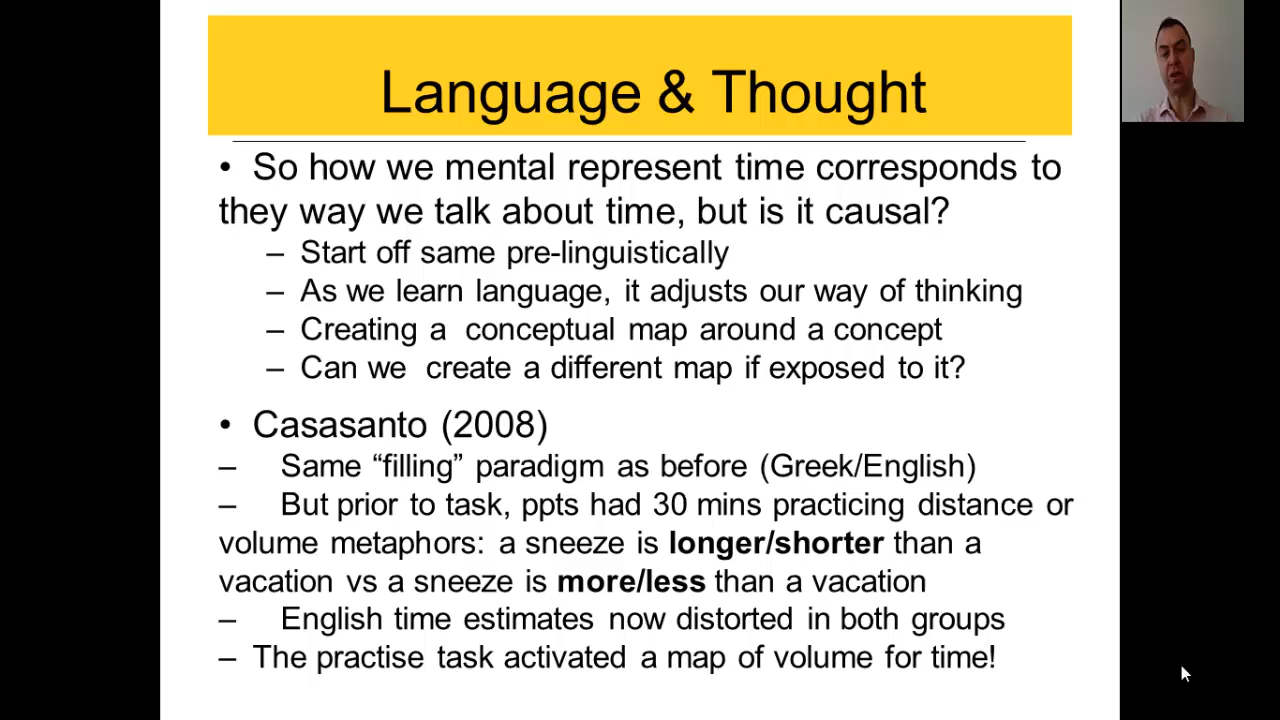 Language & Thought
• So how we mental represent time corresponds to
they way we talk about time, but is it causal?
– Start off same pre-linguistically
– As we learn language, it adjusts our way of thinking
– Creating a conceptual map around a concept
– Can we create a different map if exposed to it?
• Casasanto (2008)
– Same “filling” paradigm as before (Greek/English)
– But prior to task, ppts had 30 mins practicing distance or
volume metaphors: a sneeze is longer/shorter than a
vacation vs a sneeze is more/less than a vacation
– English time estimates now distorted in both groups
– The practise task activated a map of volume for time!